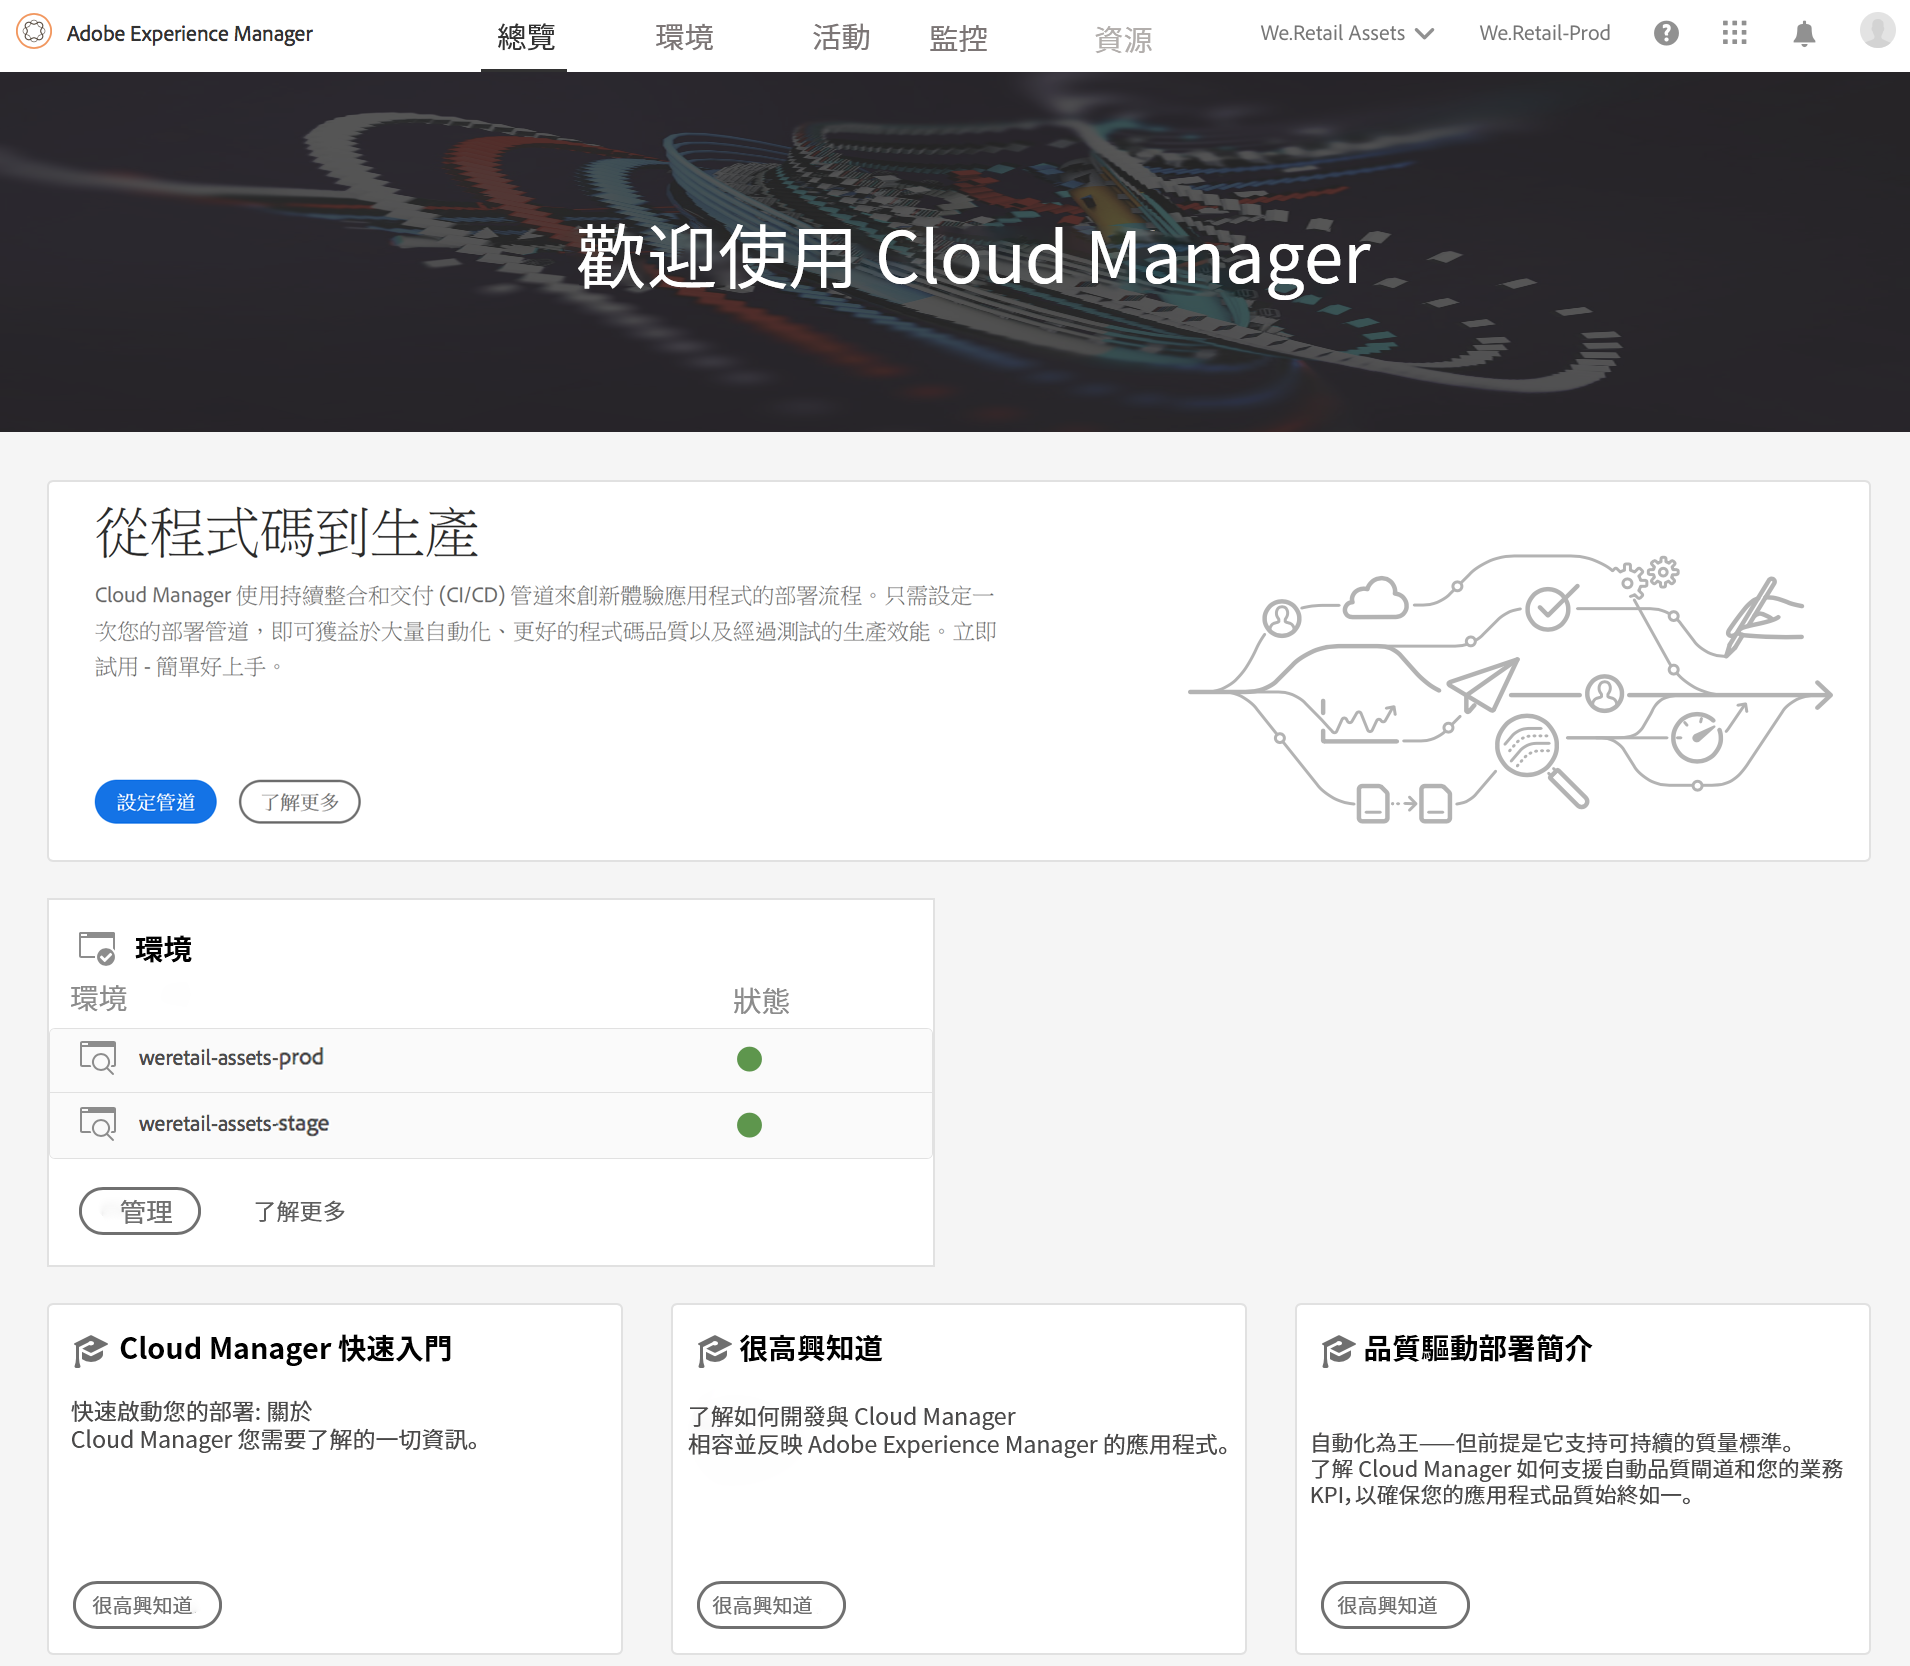 Adobe Experience Manager
總覽
環境
活動
監控
資源
We.Retail Assets
We.Retail-Prod
歡迎使用 Cloud Manager
從程式碼到生產
Cloud Manager 使用持續整合和交付 (CI/CD) 管道來創新體驗應用程式的部署流程。只需設定一
次您的部署管道，即可獲益於大量自動化、更好的程式碼品質以及經過測試的生產效能。立即
試用 - 簡單好上手。
設定管道
了解更多
環境
環境
狀態
weretail-assets-prod
weretail-assets-stage
管理
了解更多
Cloud Manager 快速入門
快速啟動您的部署: 關於
Cloud Manager 您需要了解的一切資訊。
很高興知道
很高興知道
了解如何開發與 Cloud Manager
相容並反映 Adobe Experience Manager 的應用程式。
很高興知道
品質驅動部署簡介
自動化為王——但前提是它支持可持續的質量標準。
了解 Cloud Manager 如何支援自動品質閘道和您的業務
KPI，以確保您的應用程式品質始終如一。
很高興知道